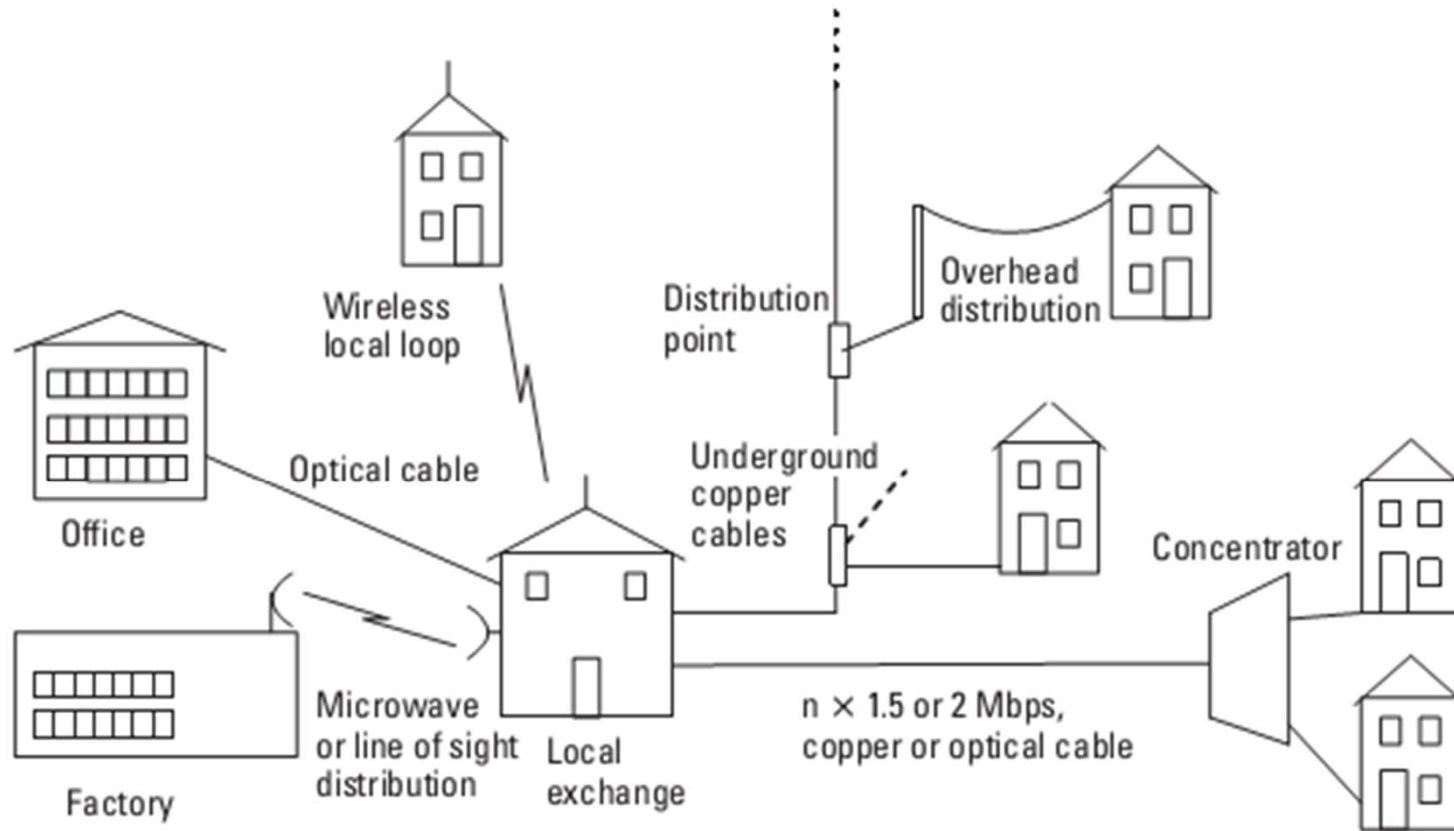 Wireless
local loop
Distribution
point
Overhead
distribution
Optical cable
Office
Underground
copper
cables
Concentrator
Microwave
or line of sight
distribution
Local
exchange
n × 1.5 or 2 Mbps,
copper or optical cable
Factory